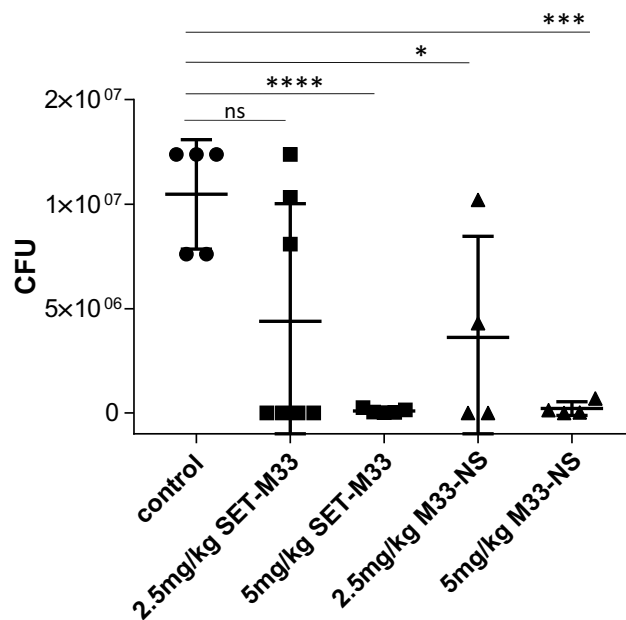 ***
*
****
ns
2×10⁰⁷
1×10⁰⁷
5×10⁰⁶
0
CFU
control
2.5mg/kg SET-M33
5mg/kg SET-M33
2.5mg/kg M33-NS
5mg/kg M33-NS